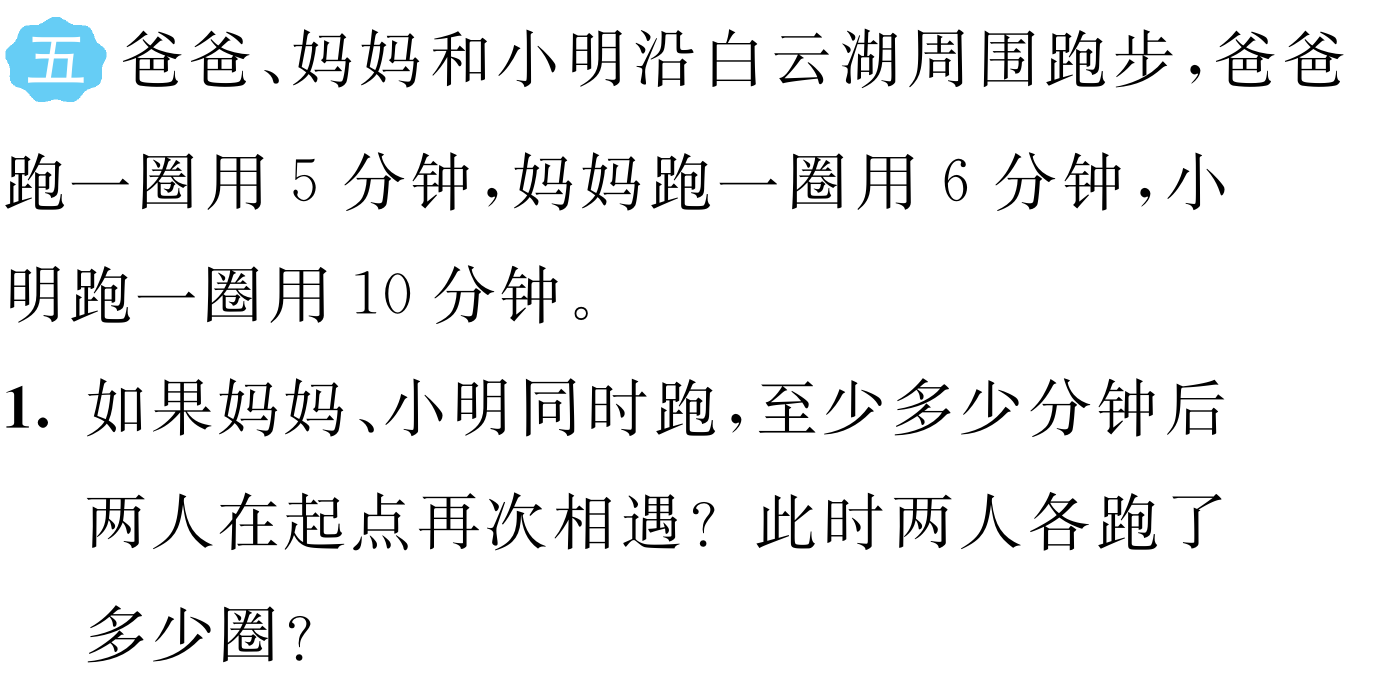 五 爸爸、妈妈和小明沿白云湖周围跑步,爸爸
跑一圈用 5 分钟,妈妈跑一圈用 6 分钟,小
明跑一圈用 10 分钟。
1. 如果妈妈、小明同时跑,至少多少分钟后
两人在起点再次相遇? 此时两人各跑了
多少圈?